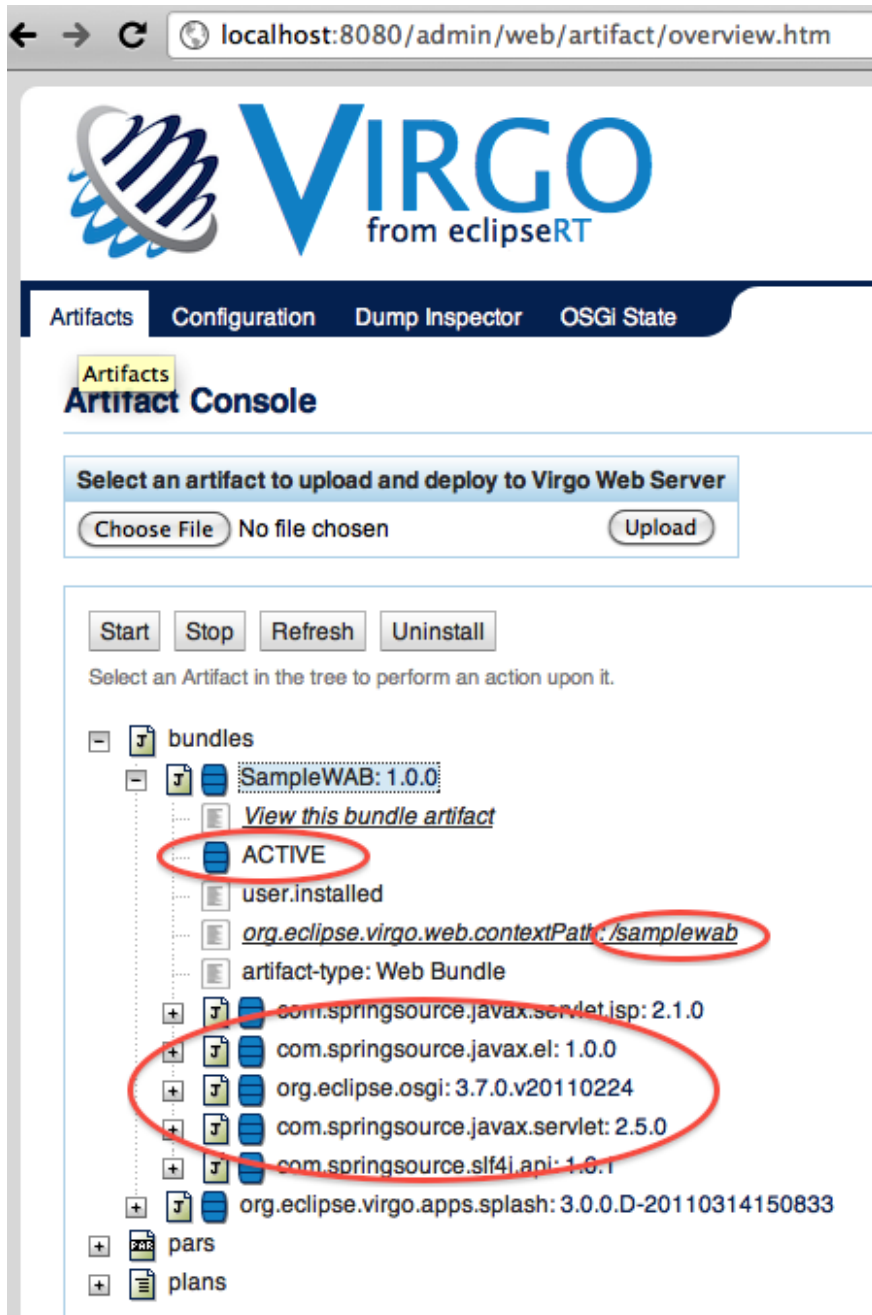 localhost:8080/admin/web/artifact/overview.htm
VIRGO
from eclipseRT
Artifacts Configuration Dump Inspector OSGi State
Artifacts
Artifact Console
Select an artifact to upload and deploy to Virgo Web Server
Choose File No file chosen Upload
Start Stop Refresh Uninstall
Select an Artifact in the tree to perform an action upon it.
bundles
SampleWAB: 1.0.0
View this bundle artifact
ACTIVE
user.installed
org.eclipse.virgo.web.contextPath: /samplewab
artifact-type: Web Bundle
com.springsource.javax.servlet.jsp: 2.1.0
com.springsource.javax.el: 1.0.0
org.eclipse.osgi: 3.7.0.v20110224
com.springsource.javax.servlet: 2.5.0
com.springsource.slf4j.api: 1.6.1
org.eclipse.virgo.apps.splash: 3.0.0.D-20110314150833
pars
plans